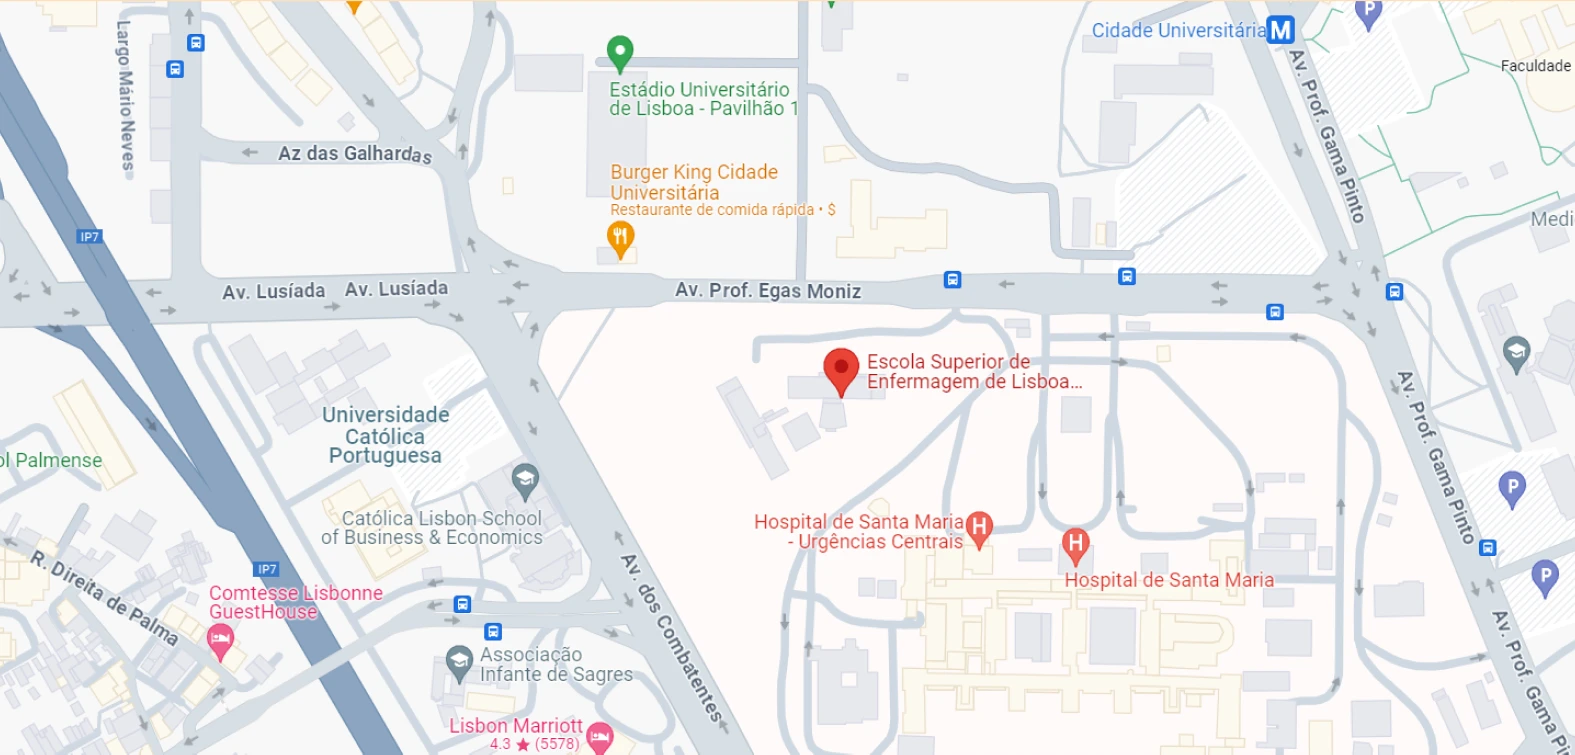 Largo Mário Neves
Cidade Universitária
M
P
Av. Prof. Gama Pinto
Faculdade
Estádio Universitário
de Lisboa - Pavilhão 1
Az das Galhardas
Burger King Cidade
Universitária
Restaurante de comida rápida • $
Medi
IP7
Av. Lusíada
Av. Lusíada
Av. Prof. Egas Moniz
Escola Superior de
Enfermagem de Lisboa...
Av. Prof. Gama Pinto
Universidade
Católica
Portuguesa
ol Palmense
P
Católica Lisbon School
of Business & Economics
Hospital de Santa Maria
- Urgências Centrais
H
H
Hospital de Santa Maria
R. Direita de Palma
IP7
Comtesse Lisbonne
GuestHouse
Av. dos Combatentes
P
Av. Prof. Gama Pi
Associação
Infante de Sagres
Lisbon Marriott
4.3 ★ (5578)